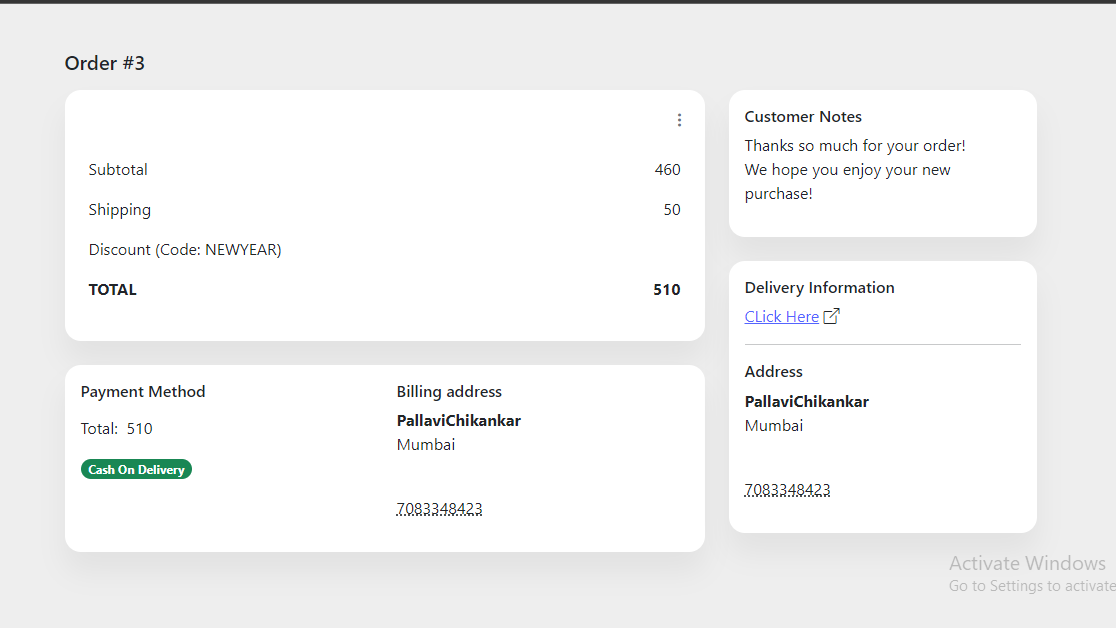 Order #3
Subtotal 460
Shipping 50
Discount (Code: NEWYEAR)
TOTAL 510
Payment Method
Total: 510
Cash On Delivery
Billing address
PallaviChikankar
Mumbai
7083348423
Customer Notes
Thanks so much for your order!
We hope you enjoy your new
purchase!
Delivery Information
CLick Here
Address
PallaviChikankar
Mumbai
7083348423
Activate Windows
Go to Settings to activate